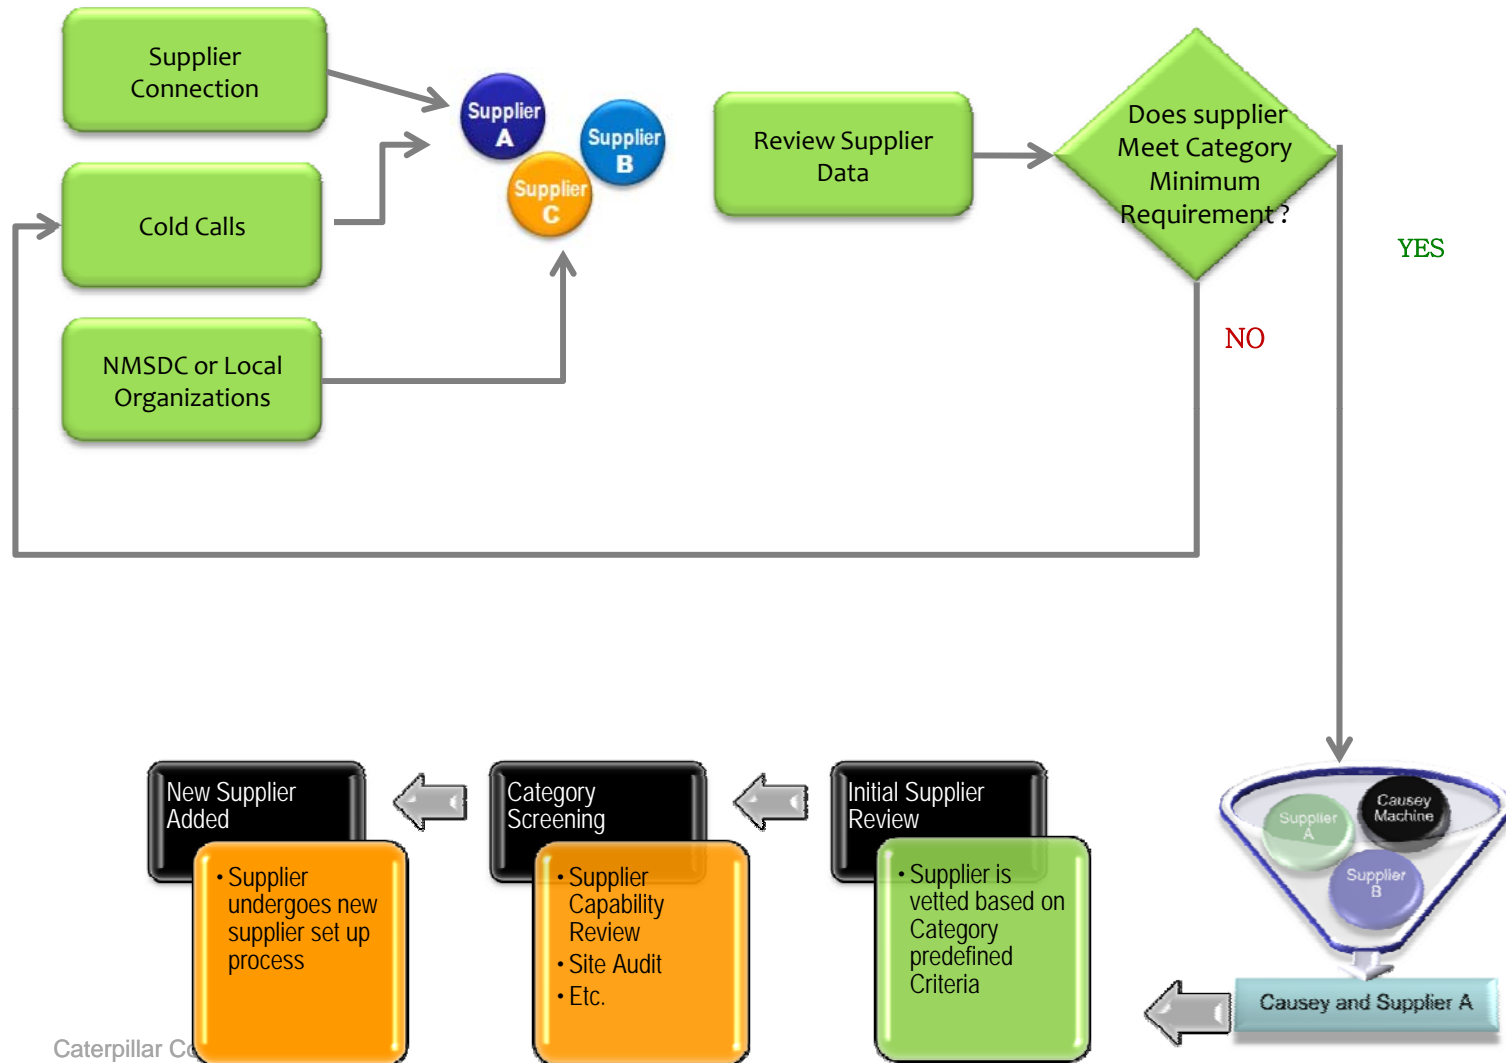 Supplier
Connection
Supplier
A
Supplier
B
Supplier
C
Review Supplier
Data
Does supplier
Meet Category
Minimum
Requirement ?
Cold Calls
YES
NO
NMSDC or Local
Organizations
New Supplier
Added
• Supplier
undergoes new
supplier set up
process
Category
Screening
• Supplier
Capability
Review
• Site Audit
• Etc.
Initial Supplier
Review
• Supplier is
vetted based on
Category
predefined
Criteria
Supplier
A
Causey
Machine
Supplier
B
Causey and Supplier A
Caterpillar